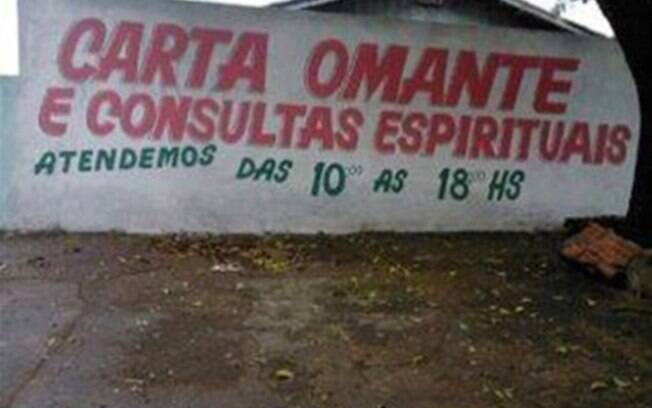 CARTA OMANTE
E CONSULTAS ESPIRITUAIS
ATENDEMOS DAS 10:00 AS 18:00 HS